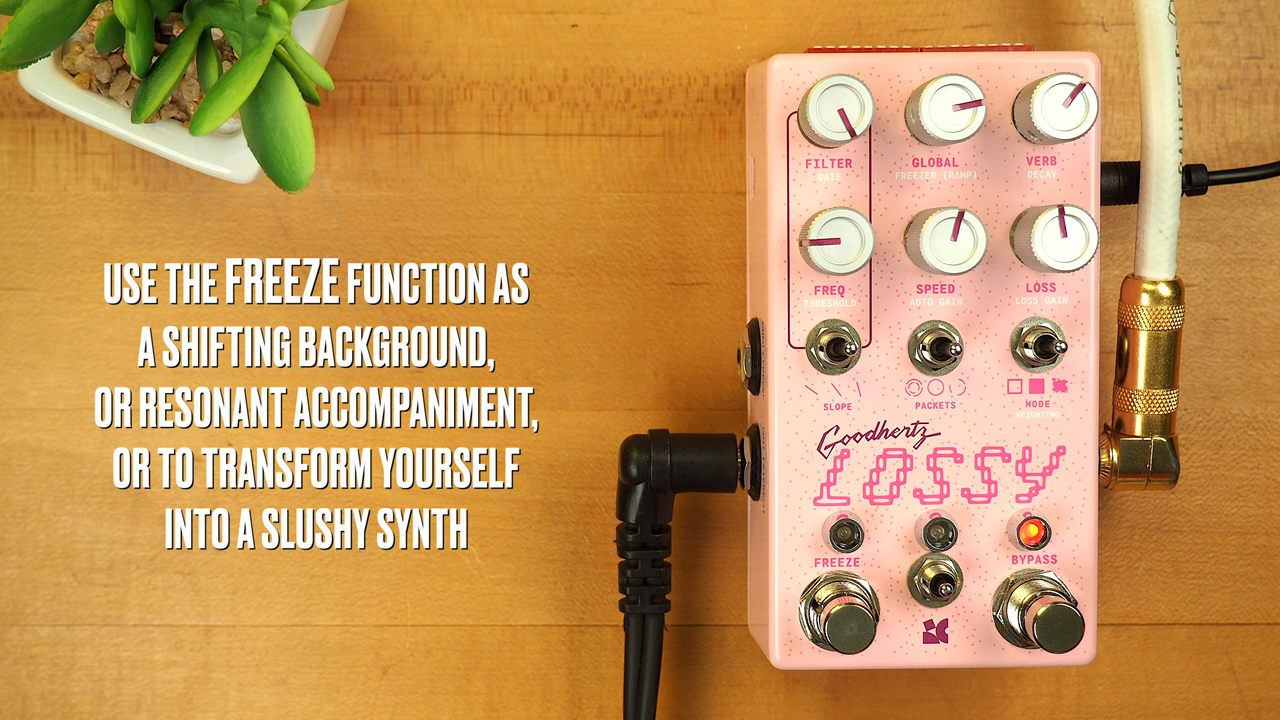 USE THE FREEZE FUNCTION AS
A SHIFTING BACKGROUND,
OR RESONANT ACCOMPANIMENT,
OR TO TRANSFORM YOURSELF
INTO A SLUSHY SYNTH
FILTER GLOBAL VERB
GATE FREEZER (RAMP) DECAY
FREQ SPEED LOSS
THRESHOLD AUTO GAIN LOSS GAIN
SLOPE PACKETS MODE
WEIGHTING
Goodhertz
LOSSY
FREEZE BYPASS